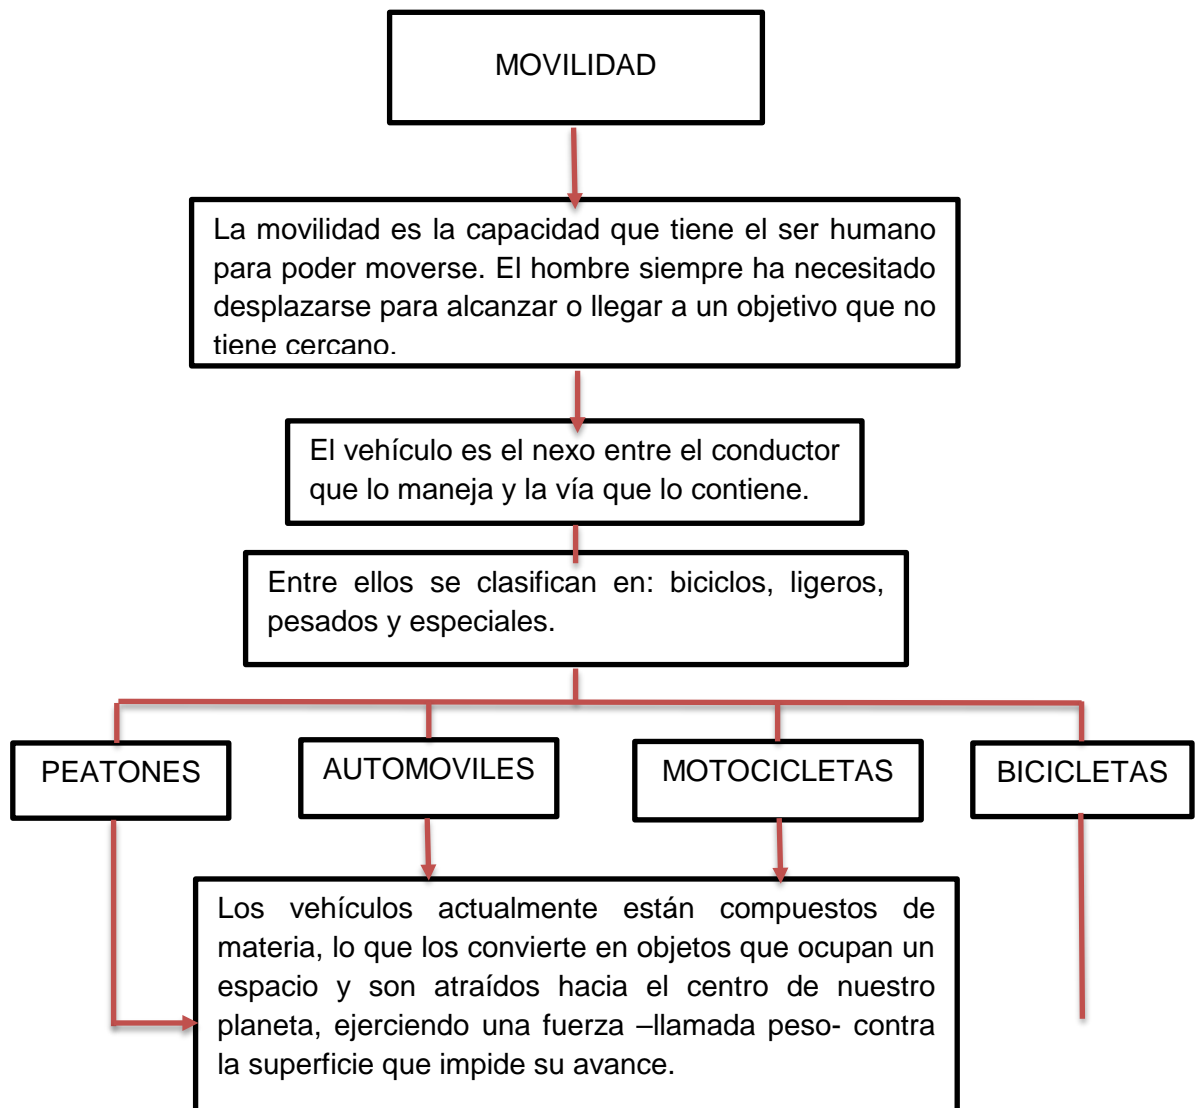 MOVILIDAD
La movilidad es la capacidad que tiene el ser humano
para poder moverse. El hombre siempre ha necesitado
desplazarse para alcanzar o llegar a un objetivo que no
tiene cercano.
El vehículo es el nexo entre el conductor
que lo maneja y la vía que lo contiene.
Entre ellos se clasifican en: biciclos, ligeros,
pesados y especiales.
PEATONES
AUTOMOVILES
MOTOCICLETAS
BICICLETAS
Los vehículos actualmente están compuestos de
materia, lo que los convierte en objetos que ocupan un
espacio y son atraídos hacia el centro de nuestro
planeta, ejerciendo una fuerza –llamada peso- contra
la superficie que impide su avance.